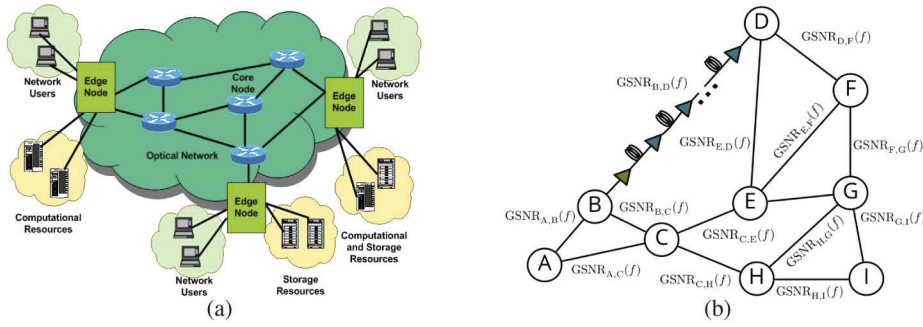 Network
Users
Edge
Node
Core
Node
Edge
Node
Network
Users
Optical Network
Computational
Resources
Edge
Node
Computational
and Storage
Resources
Network
Users
Storage
Resources
(a)
D
GSNR_D,F(f)
GSNR_B,D(f)
F
GSNR_E,F(f)
GSNR_E,D(f)
GSNR_F,G(f)
B
E
G
GSNR_A,B(f)
GSNR_B,C(f)
GSNR_G,I(f)
C
GSNR_C,E(f)
GSNR_H,G(f)
A
GSNR_A,C(f)
H
I
GSNR_C,H(f)
GSNR_H,I(f)
(b)